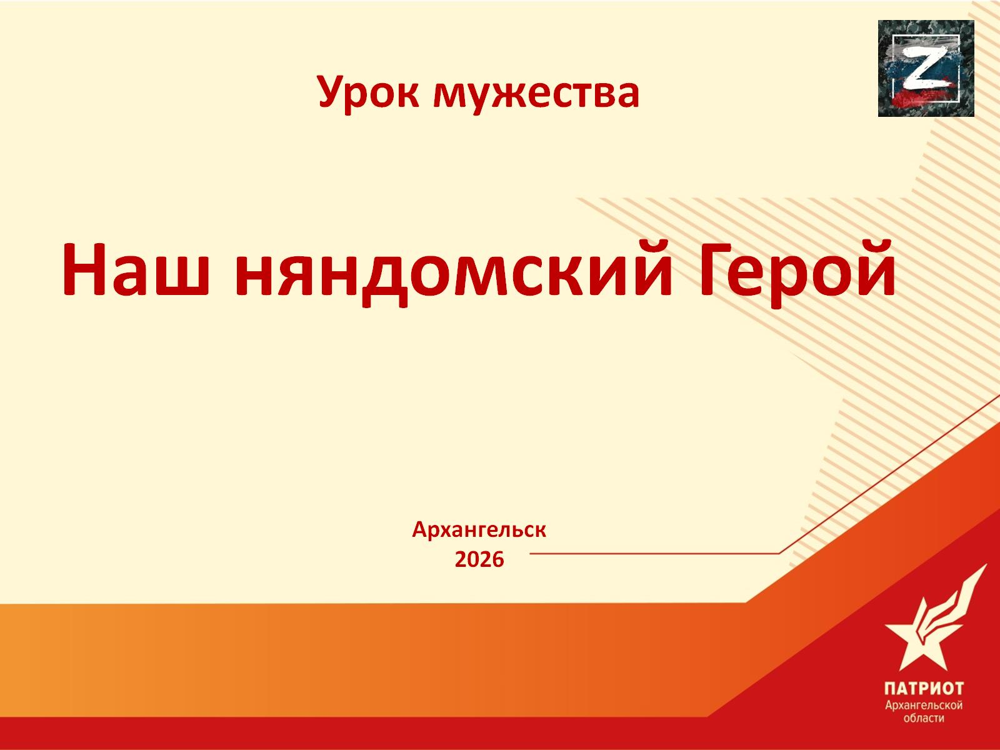 Z
Урок мужества
Наш няндомский Герой
Архангельск
2026
ПАТРИОТ
Архангельской
области